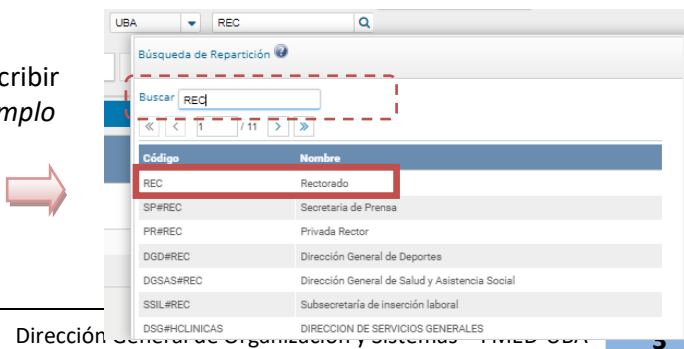 UBA REC
Búsqueda de Repartición
cribir
Buscar REC
mplo
1 / 11
Código Nombre
REC Rectorado
SP#REC Secretaria de Prensa
PR#REC Privada Rector
DGD#REC Dirección General de Deportes
DGSAS#REC Dirección General de Salud y Asistencia Social
SSIL#REC Subsecretaría de inserción laboral
DSG#HCLINICAS DIRECCION DE SERVICIOS GENERALES
Dirección General de Organización y Sistemas - FMED-UBA